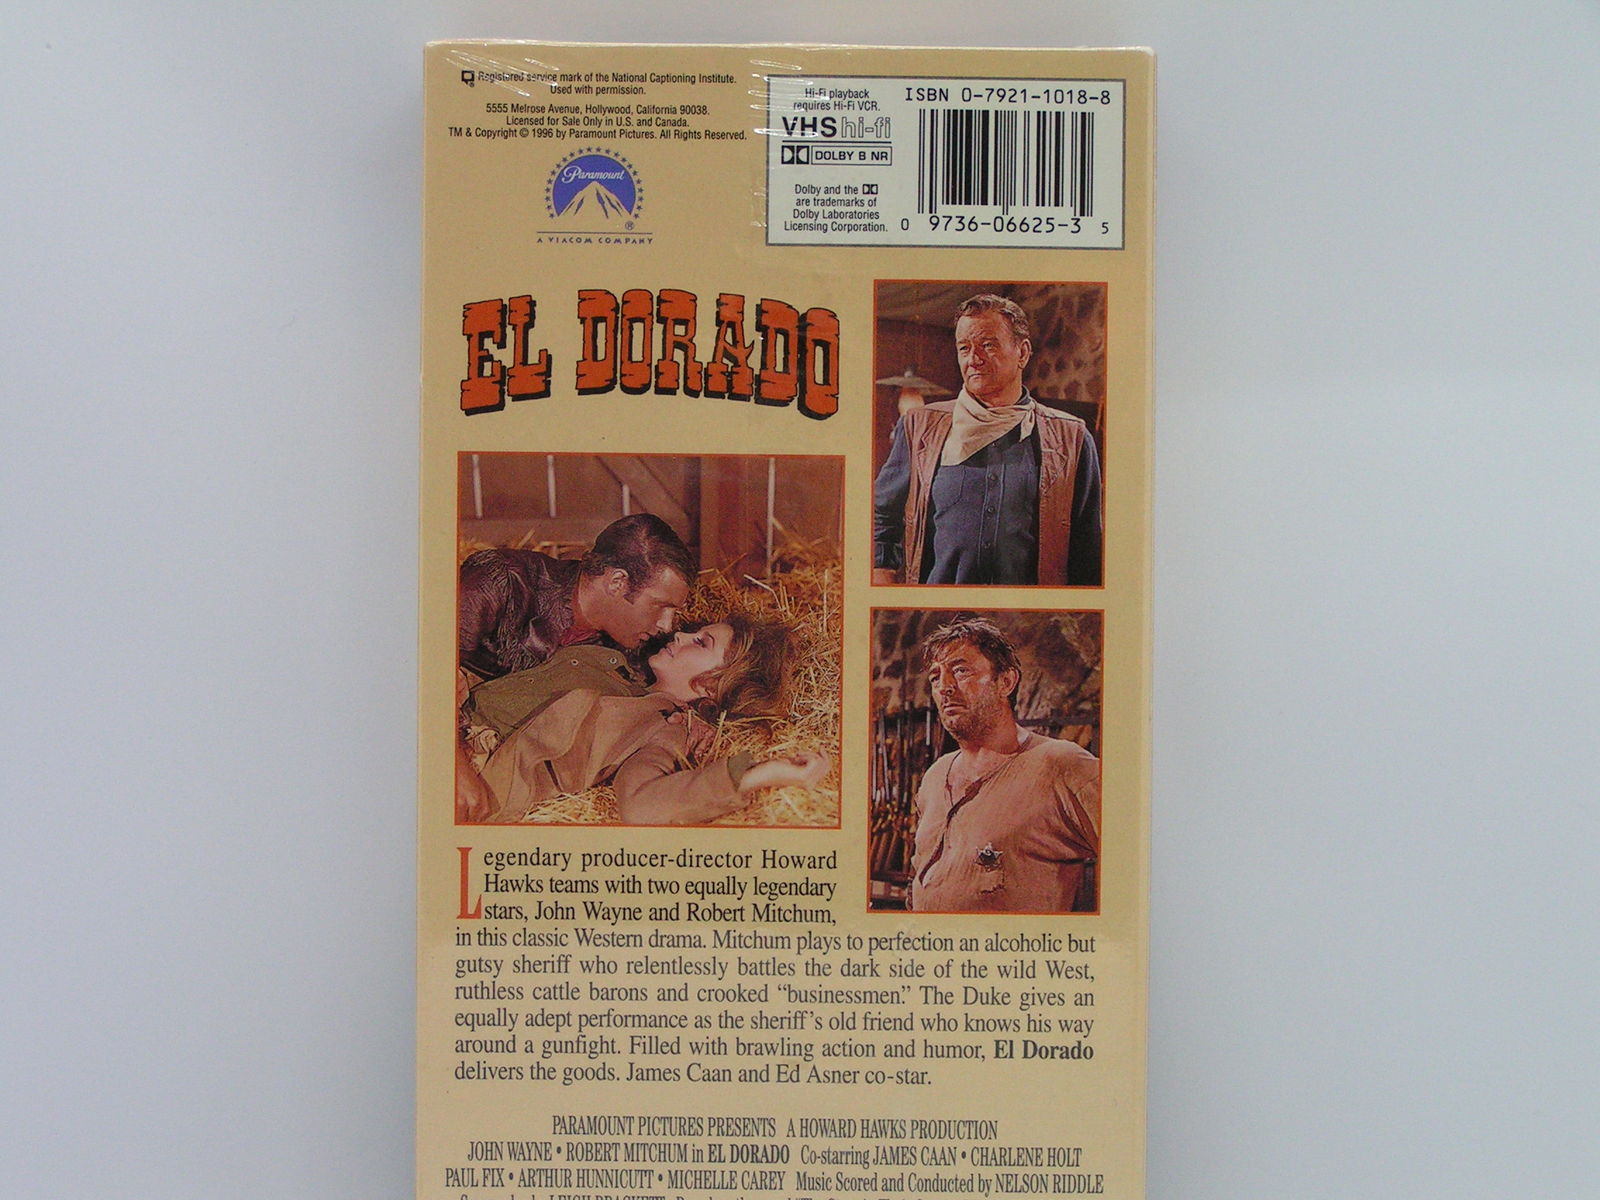 Registered service mark of the National Captioning Institute.
Used with permission.
5555 Melrose Avenue, Hollywood, California 90038.
Licensed for Sale Only in U.S. and Canada.
TM & Copyright © 1996 by Paramount Pictures. All Rights Reserved.
Paramount
®
A VIACOM COMPANY
Hi-Fi playback
requires Hi-Fi VCR.
VHS hi-fi
DOLBY B NR
Dolby and the
are trademarks of
Dolby Laboratories
Licensing Corporation.
ISBN 0-7921-1018-8
0 9736-06625-3 5
EL DORADO
Legendary producer-director Howard
Hawks teams with two equally legendary
stars, John Wayne and Robert Mitchum,
in this classic Western drama. Mitchum plays to perfection an alcoholic but
gutsy sheriff who relentlessly battles the dark side of the wild West,
ruthless cattle barons and crooked “businessmen.” The Duke gives an
equally adept performance as the sheriff’s old friend who knows his way
around a gunfight. Filled with brawling action and humor, El Dorado
delivers the goods. James Caan and Ed Asner co-star.
PARAMOUNT PICTURES PRESENTS A HOWARD HAWKS PRODUCTION
JOHN WAYNE • ROBERT MITCHUM in EL DORADO Co-starring JAMES CAAN • CHARLENE HOLT
PAUL FIX • ARTHUR HUNNICUTT • MICHELLE CAREY Music Scored and Conducted by NELSON RIDDLE
LEIGH BRACKETT